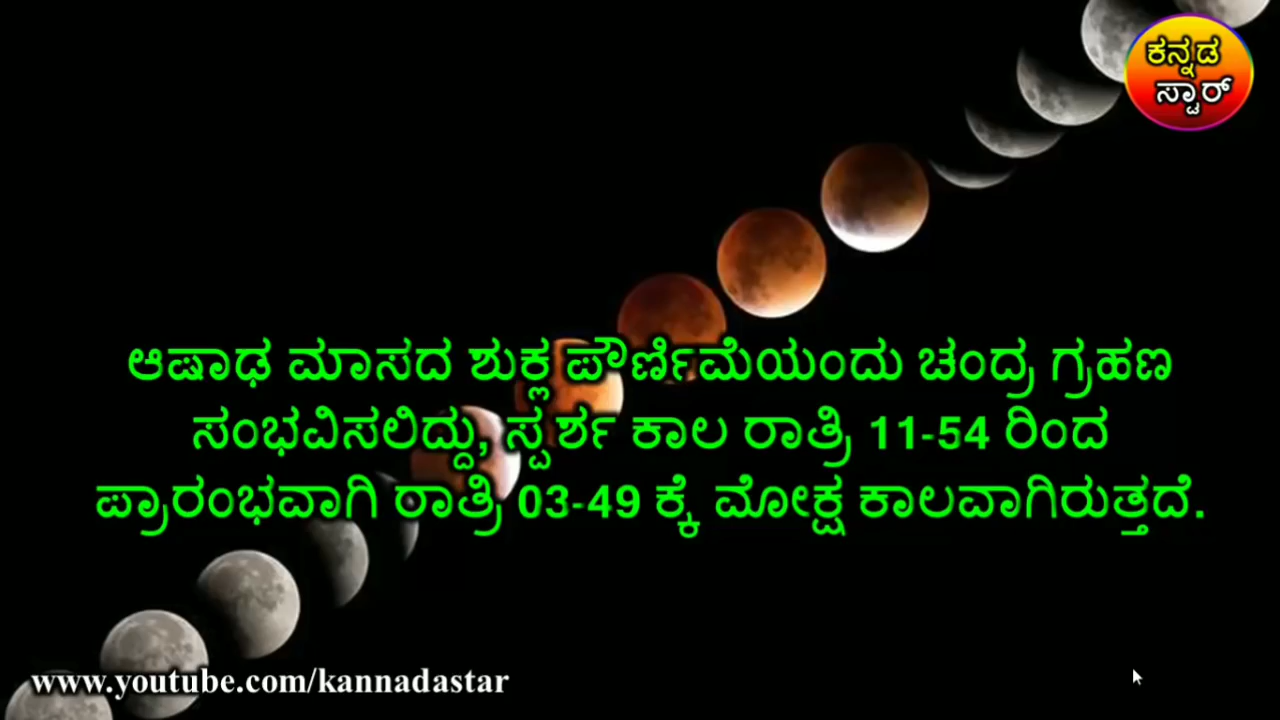 ಕನ್ನಡ
ಸ್ಟಾರ್
ಆಷಾಢ ಮಾಸದ ಶುಕ್ಲ ಪೌರ್ಣಿಮೆಯಂದು ಚಂದ್ರ ಗ್ರಹಣ
ಸಂಭವಿಸಲಿದ್ದು, ಸ್ಪರ್ಶ ಕಾಲ ರಾತ್ರಿ 11-54 ರಿಂದ
ಪ್ರಾರಂಭವಾಗಿ ರಾತ್ರಿ 03-49 ಕ್ಕೆ ಮೋಕ್ಷ ಕಾಲವಾಗಿರುತ್ತದೆ.
www.youtube.com/kannadastar